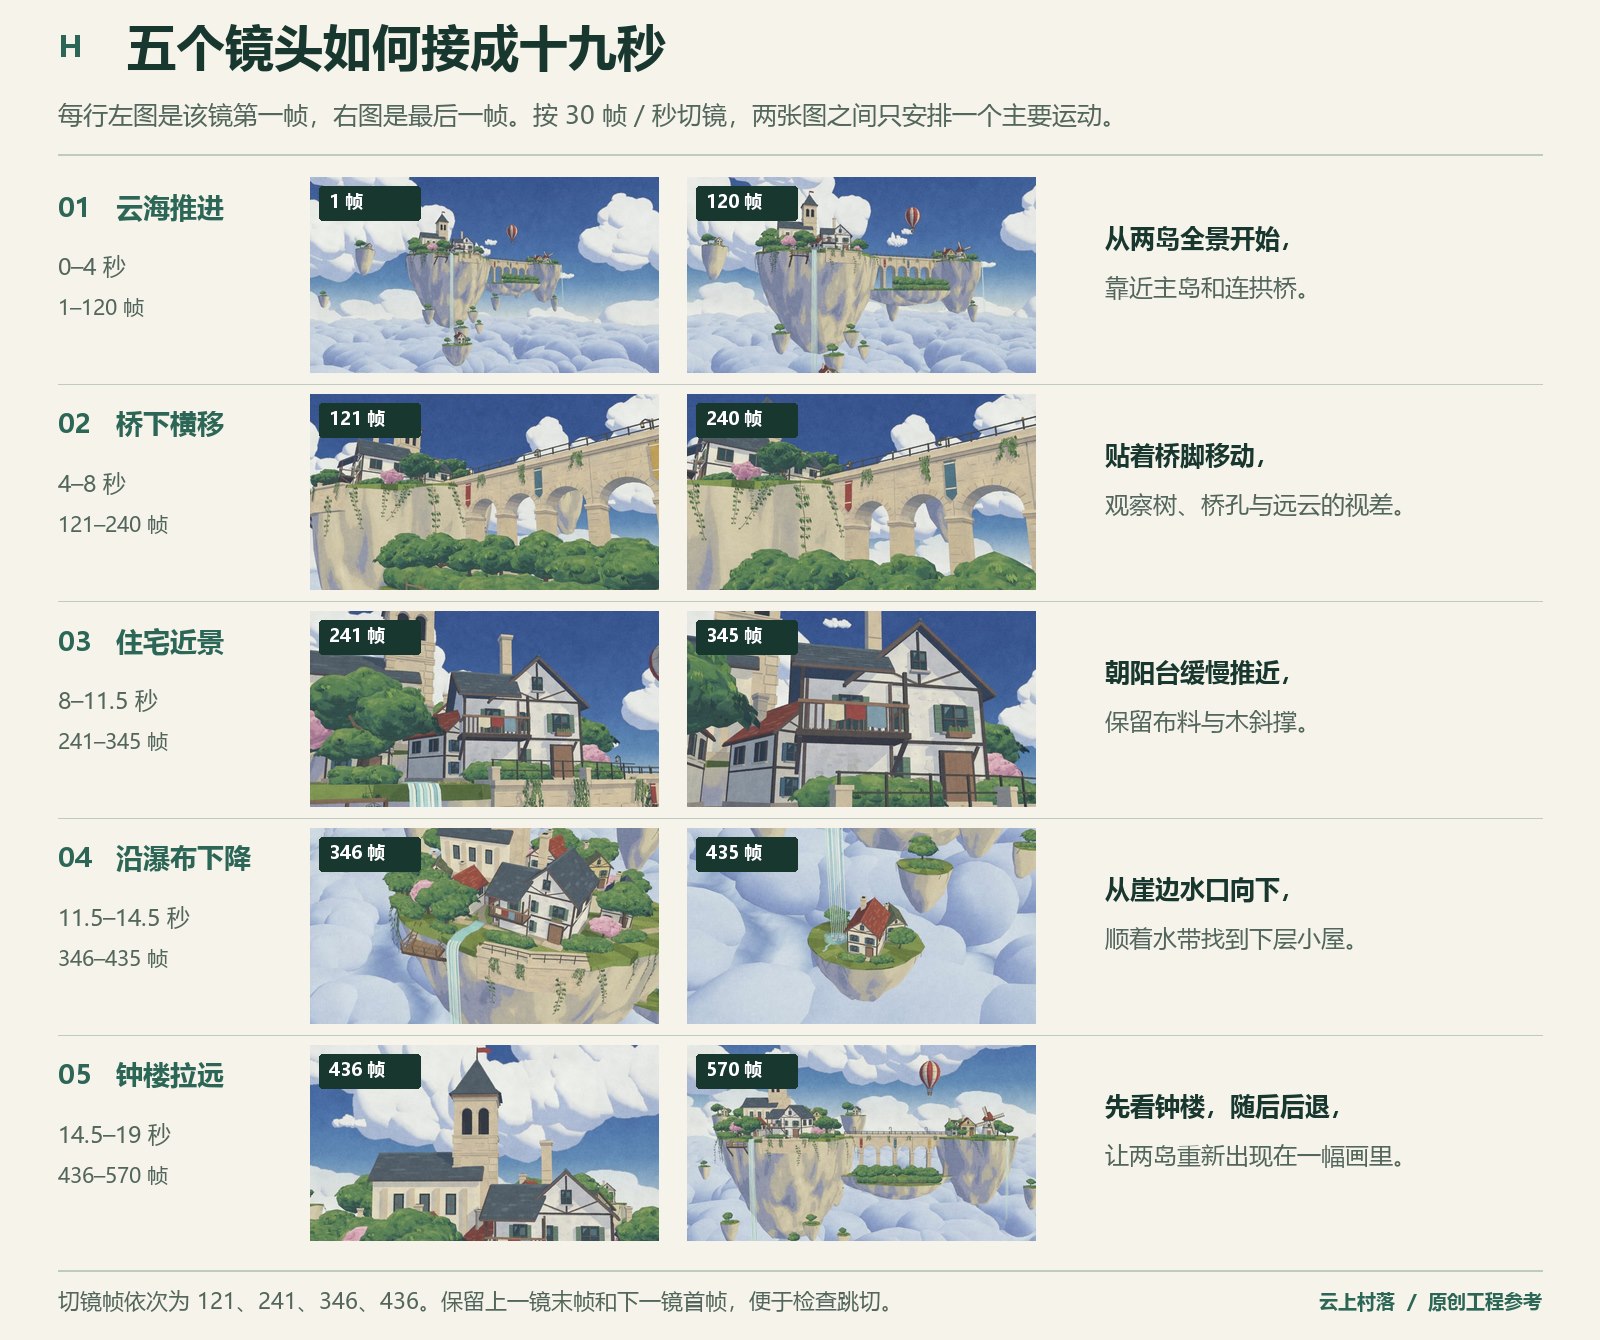 H 五个镜头如何接成十九秒
每行左图是该镜第一帧，右图是最后一帧。按 30 帧 / 秒切镜，两张图之间只安排一个主要运动。
01 云海推进
0–4 秒
1–120 帧
1 帧
120 帧
从两岛全景开始，
靠近主岛和连拱桥。
02 桥下横移
4–8 秒
121–240 帧
121 帧
240 帧
贴着桥脚移动，
观察树、桥孔与远云的视差。
03 住宅近景
8–11.5 秒
241–345 帧
241 帧
345 帧
朝阳台缓慢推近，
保留布料与木斜撑。
04 沿瀑布下降
11.5–14.5 秒
346–435 帧
346 帧
435 帧
从崖边水口向下，
顺着水带找到下层小屋。
05 钟楼拉远
14.5–19 秒
436–570 帧
436 帧
570 帧
先看钟楼，随后后退，
让两岛重新出现在一幅画里。
切镜帧依次为 121、241、346、436。保留上一镜末帧和下一镜首帧，便于检查跳切。
云上村落 / 原创工程参考